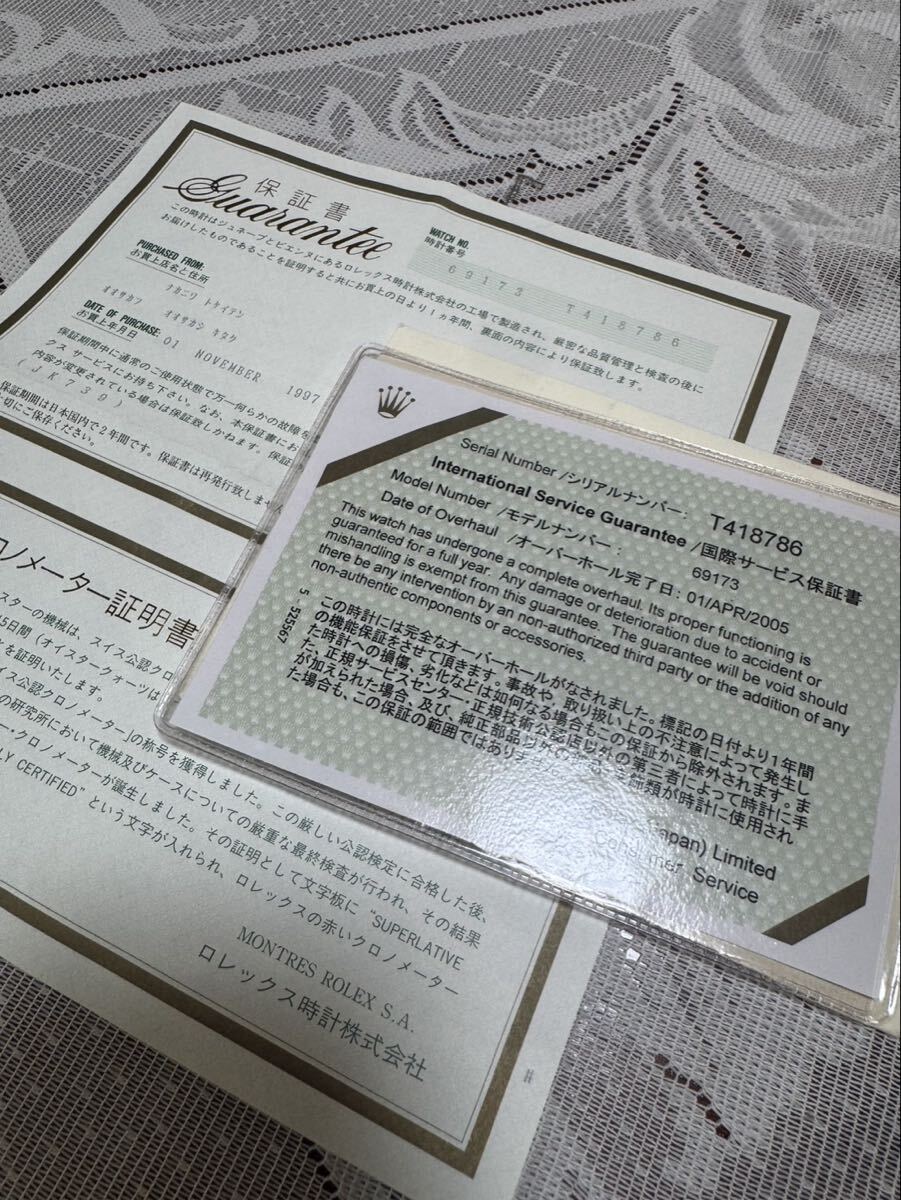 保証書
Guarantee
この時計はジュネーブとビエンヌにあるロレックス時計株式会社の工場で製造され、厳密な品質管理と検査の後に
お届けしたものであることを証明すると共にお買上の日より1ヵ年間、裏面の内容により保証致します。
WATCH NO.
時計番号
69173 T418786
PURCHASED FROM:
お買上店名と住所
ナカニワ トケイテン
オオサカフ オオサカシ キタク
DATE OF PURCHASE:
お買上年月日
01 NOVEMBER 1997
保証期間中に通常のご使用状態で万一何らかの故障を
クス サービスにお持ち下さい。なお、本保証書にお
内容が変更されている場合は保証致しかねます。保証
(JK739)
保証期間は日本国内で2年間です。保証書は再発行致しませ
切にご保存ください。
ロノメーター証明書
スターの機械は、スイス公認クロ
5日間(オイスタークォーツは
を証明いたします。
イス公認クロノメーター」の称号を獲得しました。この厳しい公認検定に合格した後、
の研究所において機械及びケースについての厳重な最終検査が行われ、その結果
ー・クロノメーターが誕生しました。その証明として文字板に“SUPERLATIVE
LY CERTIFIED”という文字が入れられ、ロレックスの赤いクロノメーター
MONTRES ROLEX S.A.
ロレックス時計株式会社
H
Serial Number /シリアルナンバー: T418786
International Service Guarantee /国際サービス保証書
Model Number /モデルナンバー: 69173
Date of Overhaul /オーバーホール完了日: 01/APR/2005
This watch has undergone a complete overhaul. Its proper functioning is
guaranteed for a full year. Any damage or deterioration due to accident or
mishandling is exempt from this guarantee. The guarantee will be void should
there be any intervention by an non-authorized third party or the addition of any
non-authentic components or accessories.
5 525567
この時計には完全なオーバーホールがなされました。標記の日付より1年間
の機能保証をさせて頂きます。事故や、取り扱い上の不注意によって発生し
た時計への損傷、劣化などは如何なる場合もこの保証から除外されます。ま
た、正規サービスセンター・正規技術公認店以外の第三者によって時計に手
が加えられた場合、及び、純正部品以外の
飾類が時計に使用され
た場合も、この保証の範囲ではあり
Japan) Limited
Consumer Service